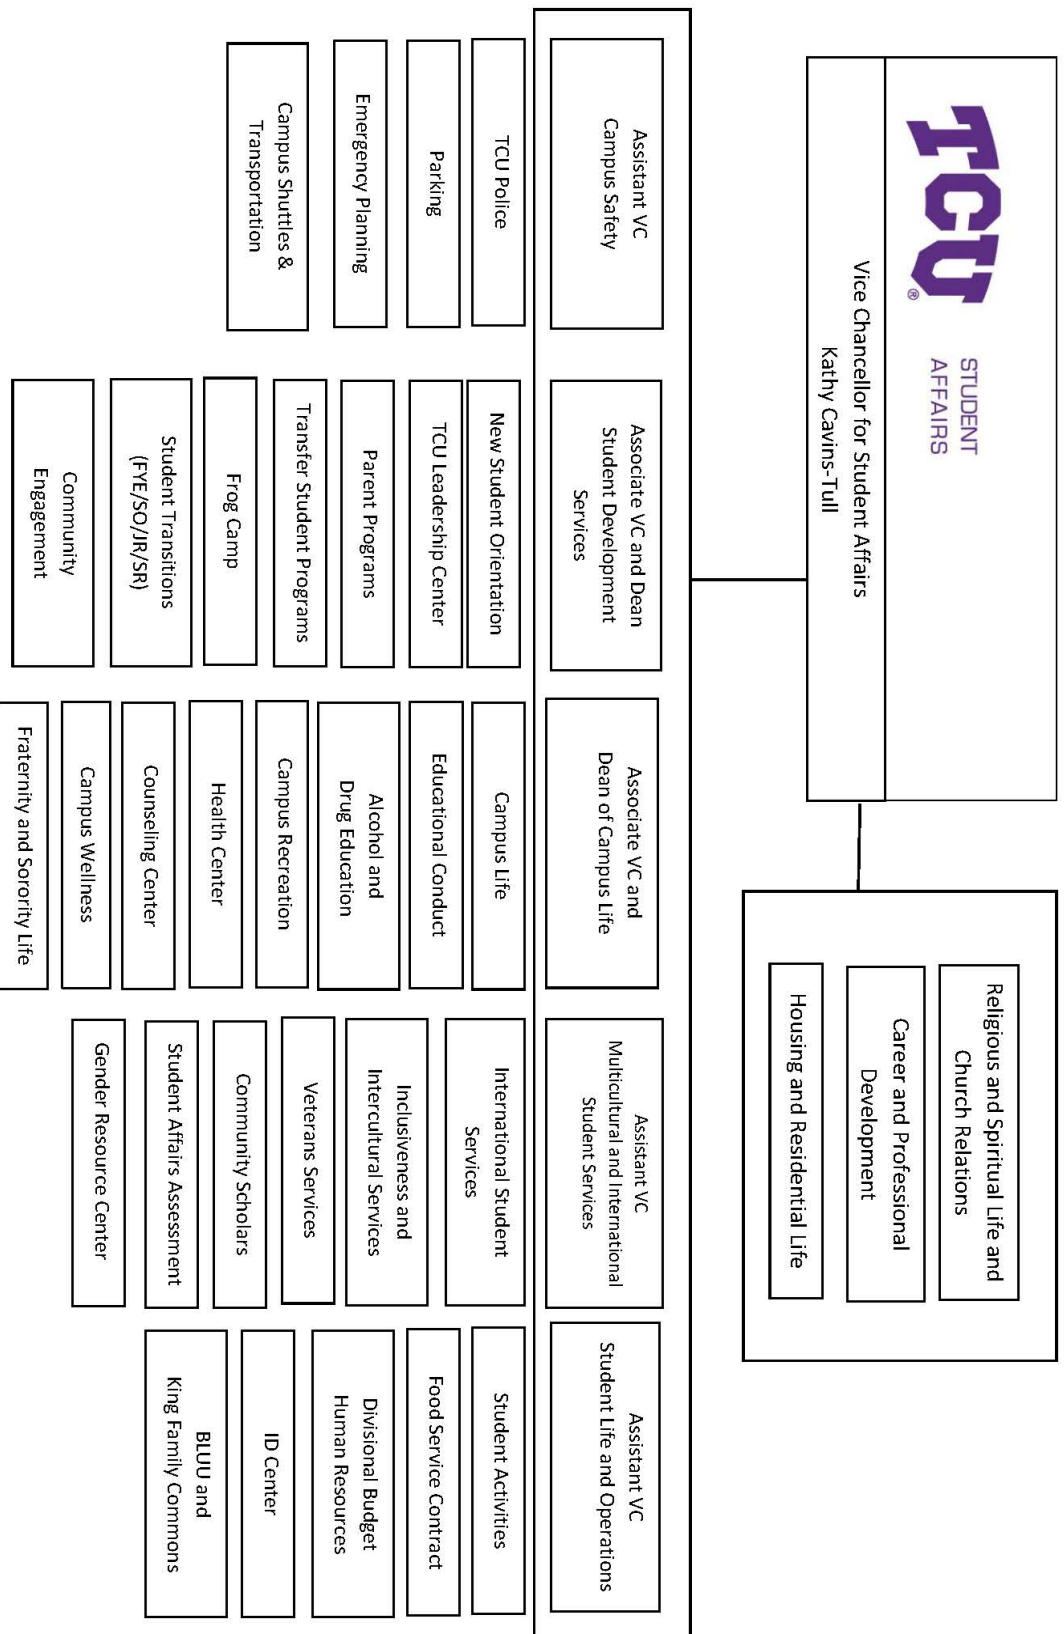 TCU®
STUDENT
AFFAIRS
Vice Chancellor for Student Affairs
Kathy Cavins-Tull
Religious and Spiritual Life and
Church Relations
Career and Professional
Development
Housing and Residential Life
Assistant VC
Campus Safety
TCU Police
Parking
Emergency Planning
Campus Shuttles &
Transportation
Associate VC and Dean
Student Development
Services
New Student Orientation
TCU Leadership Center
Parent Programs
Transfer Student Programs
Frog Camp
Student Transitions
(FYE/SO/JR/SR)
Community
Engagement
Associate VC and
Dean of Campus Life
Campus Life
Educational Conduct
Alcohol and
Drug Education
Campus Recreation
Health Center
Counseling Center
Campus Wellness
Fraternity and Sorority Life
Assistant VC
Multicultural and International
Student Services
International Student
Services
Inclusiveness and
Intercultural Services
Veterans Services
Community Scholars
Student Affairs Assessment
Gender Resource Center
Assistant VC
Student Life and Operations
Student Activities
Food Service Contract
Divisional Budget
Human Resources
ID Center
BLUU and
King Family Commons